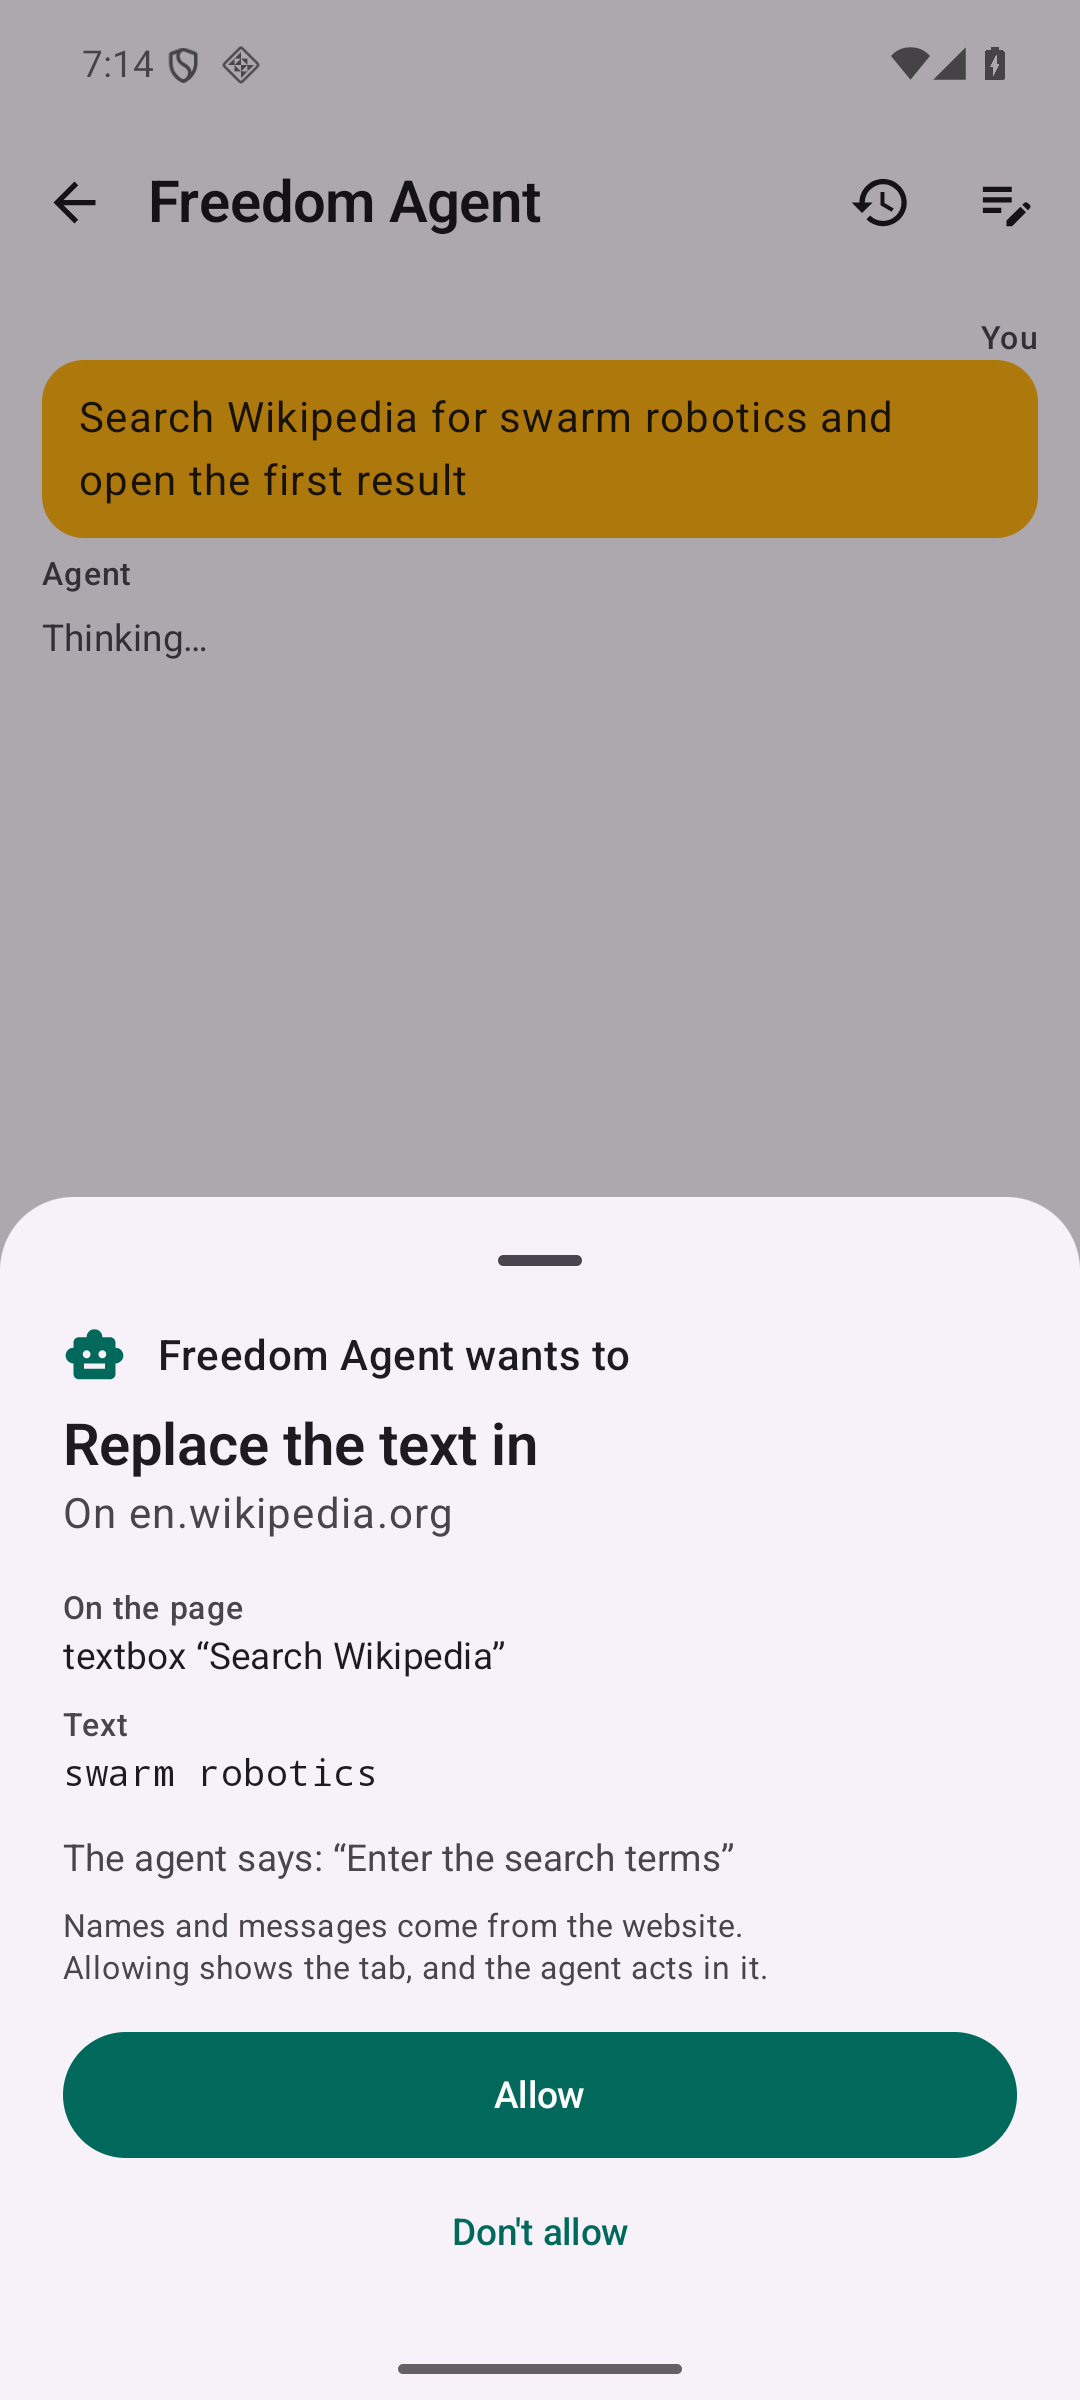 7:14
Freedom Agent
You
Search Wikipedia for swarm robotics and
open the first result
Agent
Thinking…
Freedom Agent wants to
Replace the text in
On en.wikipedia.org
On the page
textbox “Search Wikipedia”
Text
swarm robotics
The agent says: “Enter the search terms”
Names and messages come from the website.
Allowing shows the tab, and the agent acts in it.
Allow
Don't allow